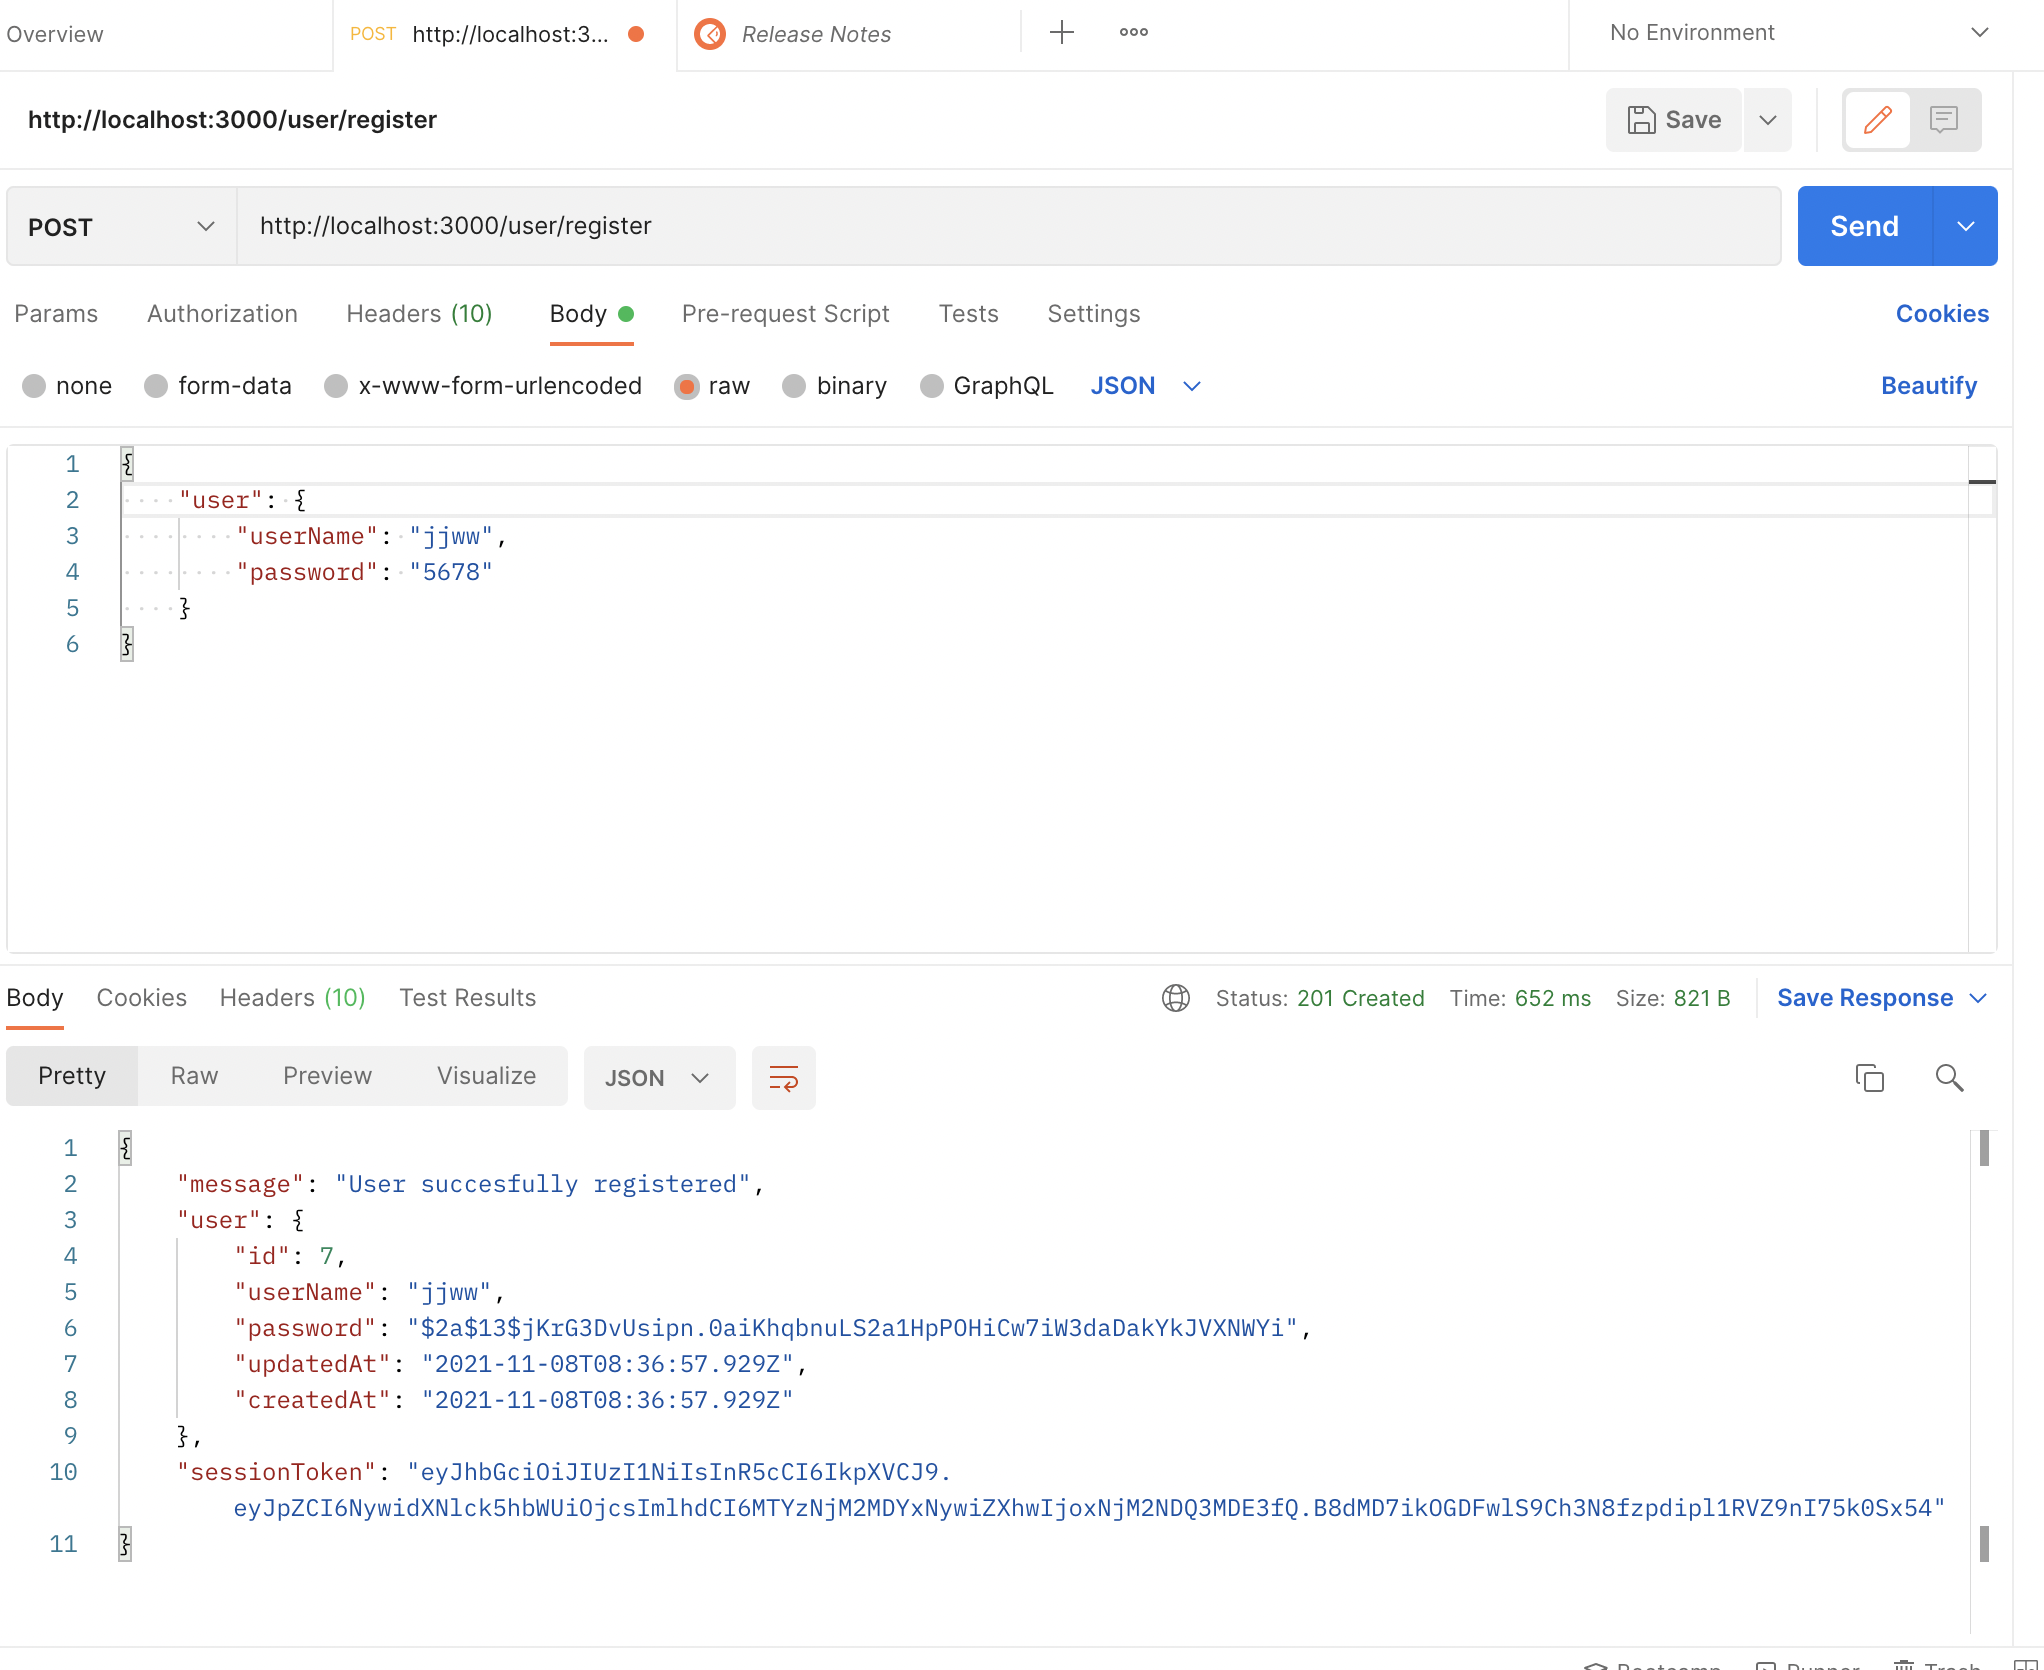 Overview
POST http://localhost:3... Release Notes
No Environment
http://localhost:3000/user/register
Save
POST http://localhost:3000/user/register
Send
Params Authorization Headers (10) Body Pre-request Script Tests Settings Cookies
none form-data x-www-form-urlencoded raw binary GraphQL JSON Beautify
1 {
2 "user": {
3 "userName": "jjww",
4 "password": "5678"
5 }
6 }
Body Cookies Headers (10) Test Results Status: 201 Created Time: 652 ms Size: 821 B Save Response
Pretty Raw Preview Visualize JSON
1 {
2 "message": "User succesfully registered",
3 "user": {
4 "id": 7,
5 "userName": "jjww",
6 "password": "$2a$13$jKrG3DvUsipn.0aiKhqbnuLS2a1HpPOHiCw7iW3daDakYkJVXNWYi",
7 "updatedAt": "2021-11-08T08:36:57.929Z",
8 "createdAt": "2021-11-08T08:36:57.929Z"
9 },
10 "sessionToken": "eyJhbGciOiJIUzI1NiIsInR5cCI6IkpXVCJ9.
eyJpZCI6NywidXNlck5hbWUiOjcsImlhdCI6MTYzNjM2MDYxNywiZXhwIjoxNjM2NDQ3MDE3fQ.B8dMD7ikOGDFwlS9Ch3N8fzpdipl1RVZ9nI75k0Sx54"
11 }
Bootcamp Runner Trash